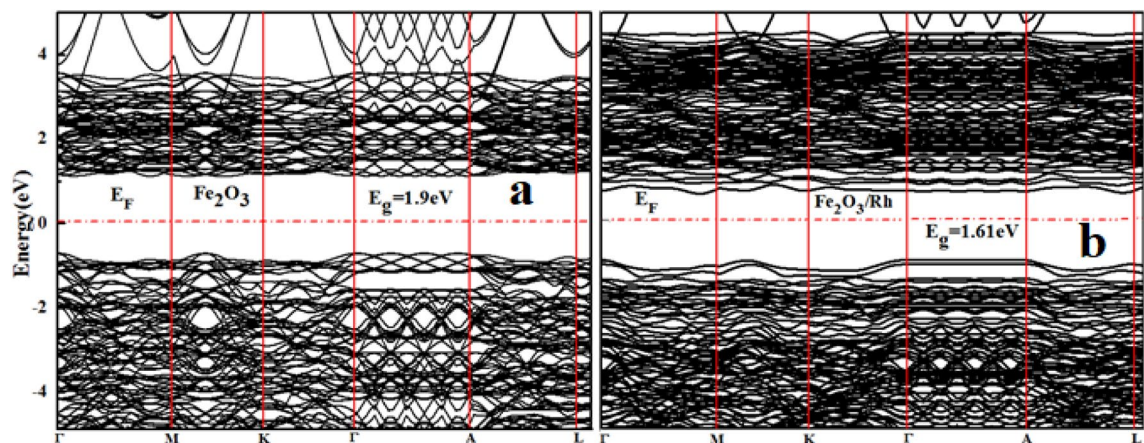 Energy(eV)
4
2
0
-2
-4
E_F
Fe₂O₃
E_g=1.9eV
a
Γ M K Γ A L
E_F
Fe₂O₃/Rh
E_g=1.61eV
b
Γ M K Γ A L